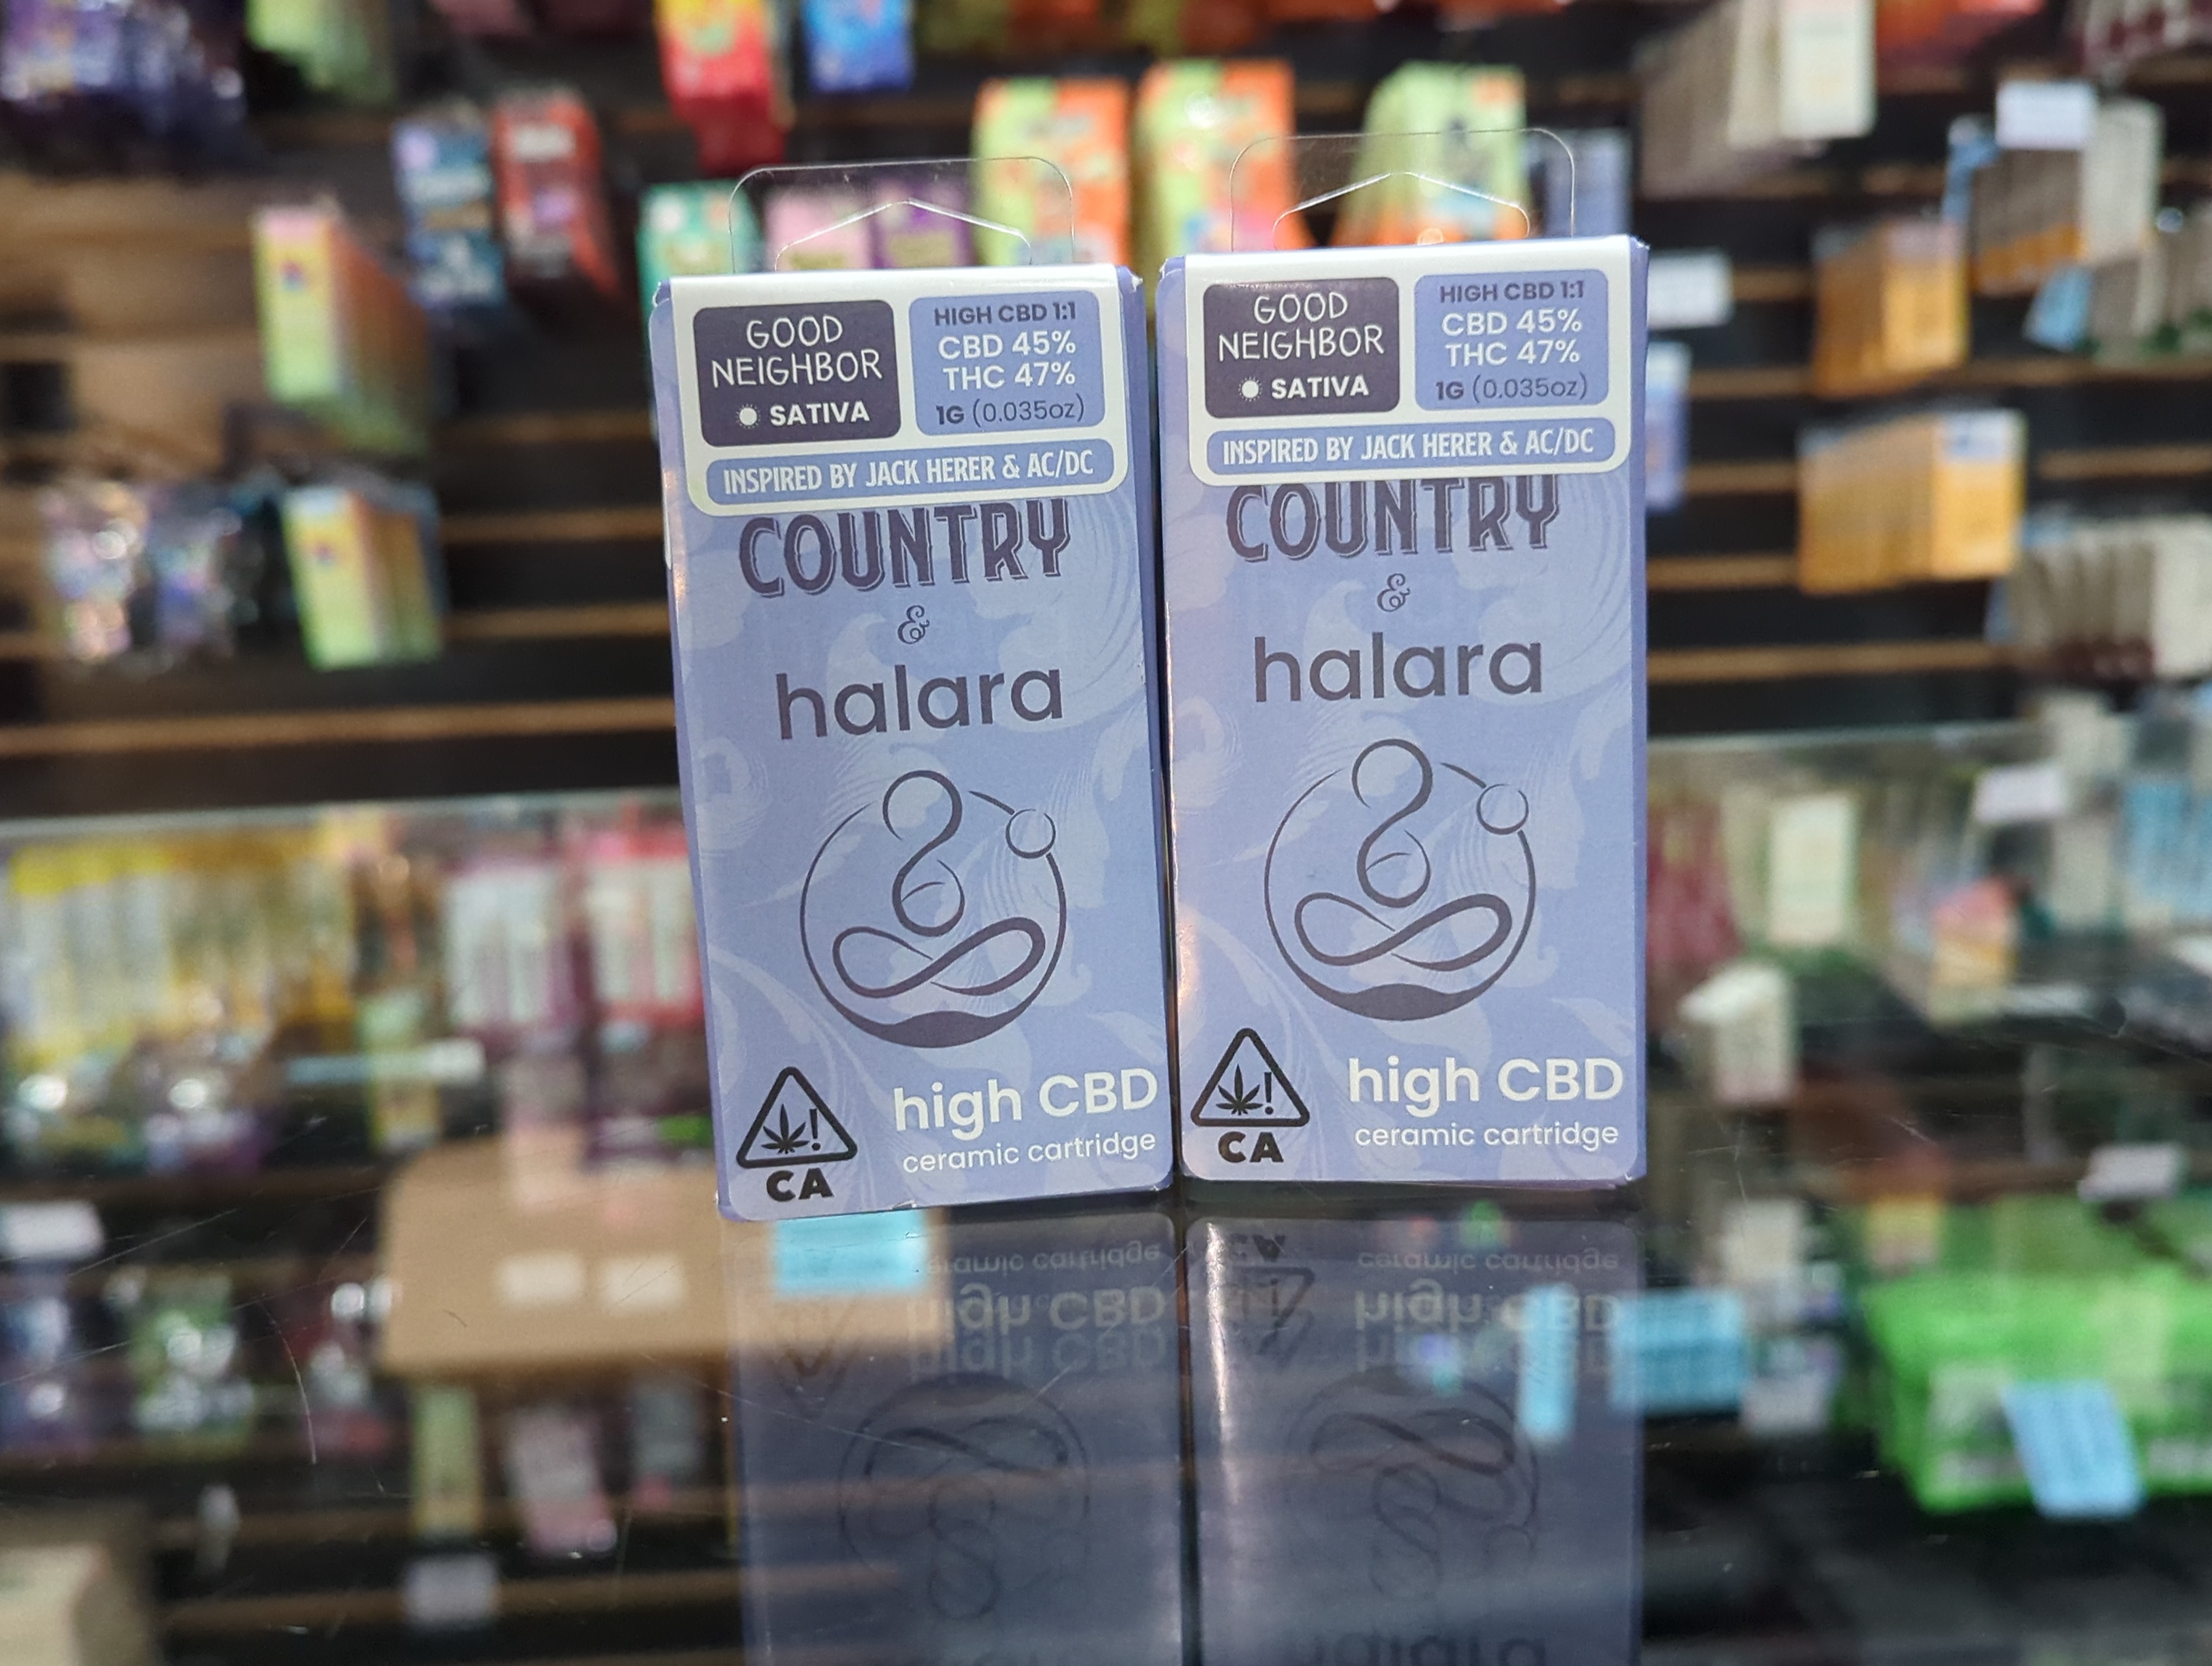 GOOD
NEIGHBOR
SATIVA
HIGH CBD 1:1
CBD 45%
THC 47%
1G (0.035oz)
INSPIRED BY JACK HERER & AC/DC
COUNTRY
&
halara
CA
high CBD
ceramic cartridge
GOOD
NEIGHBOR
SATIVA
HIGH CBD 1:1
CBD 45%
THC 47%
1G (0.035oz)
INSPIRED BY JACK HERER & AC/DC
COUNTRY
&
halara
CA
high CBD
ceramic cartridge